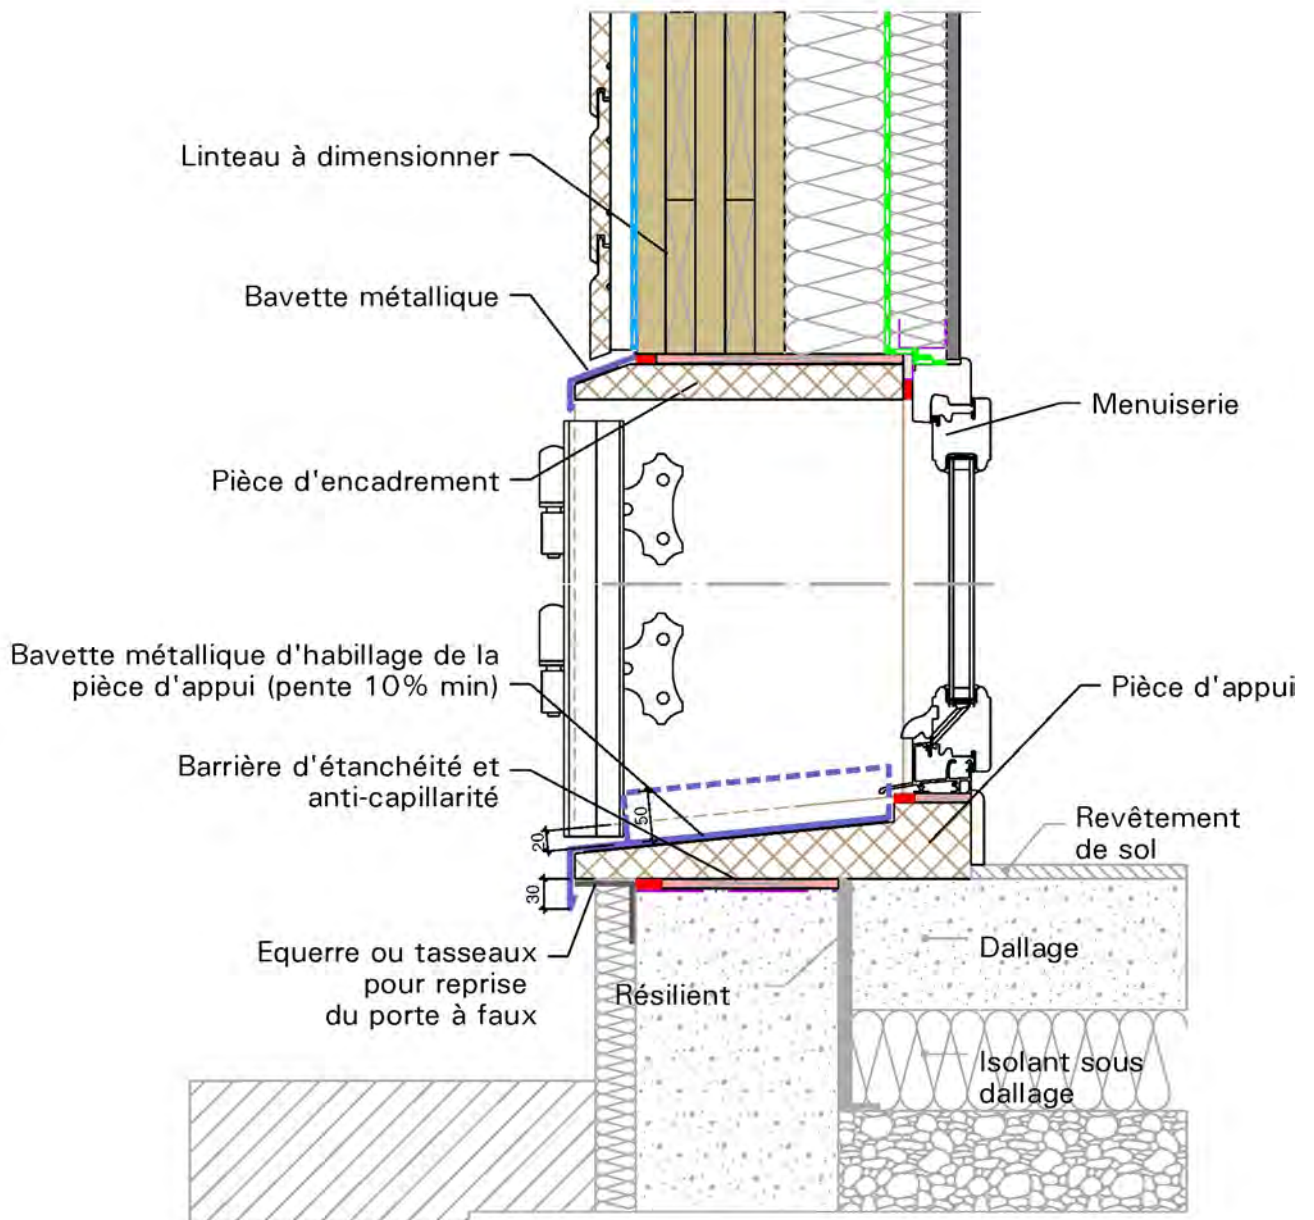 Linteau à dimensionner
Bavette métallique
Menuiserie
Pièce d'encadrement
Bavette métallique d'habillage de la
pièce d'appui (pente 10% min)
Pièce d'appui
Barrière d'étanchéité et
anti-capillarité
50
20
30
Revêtement
de sol
Equerre ou tasseaux
pour reprise
du porte à faux
Dallage
Résilient
Isolant sous
dallage